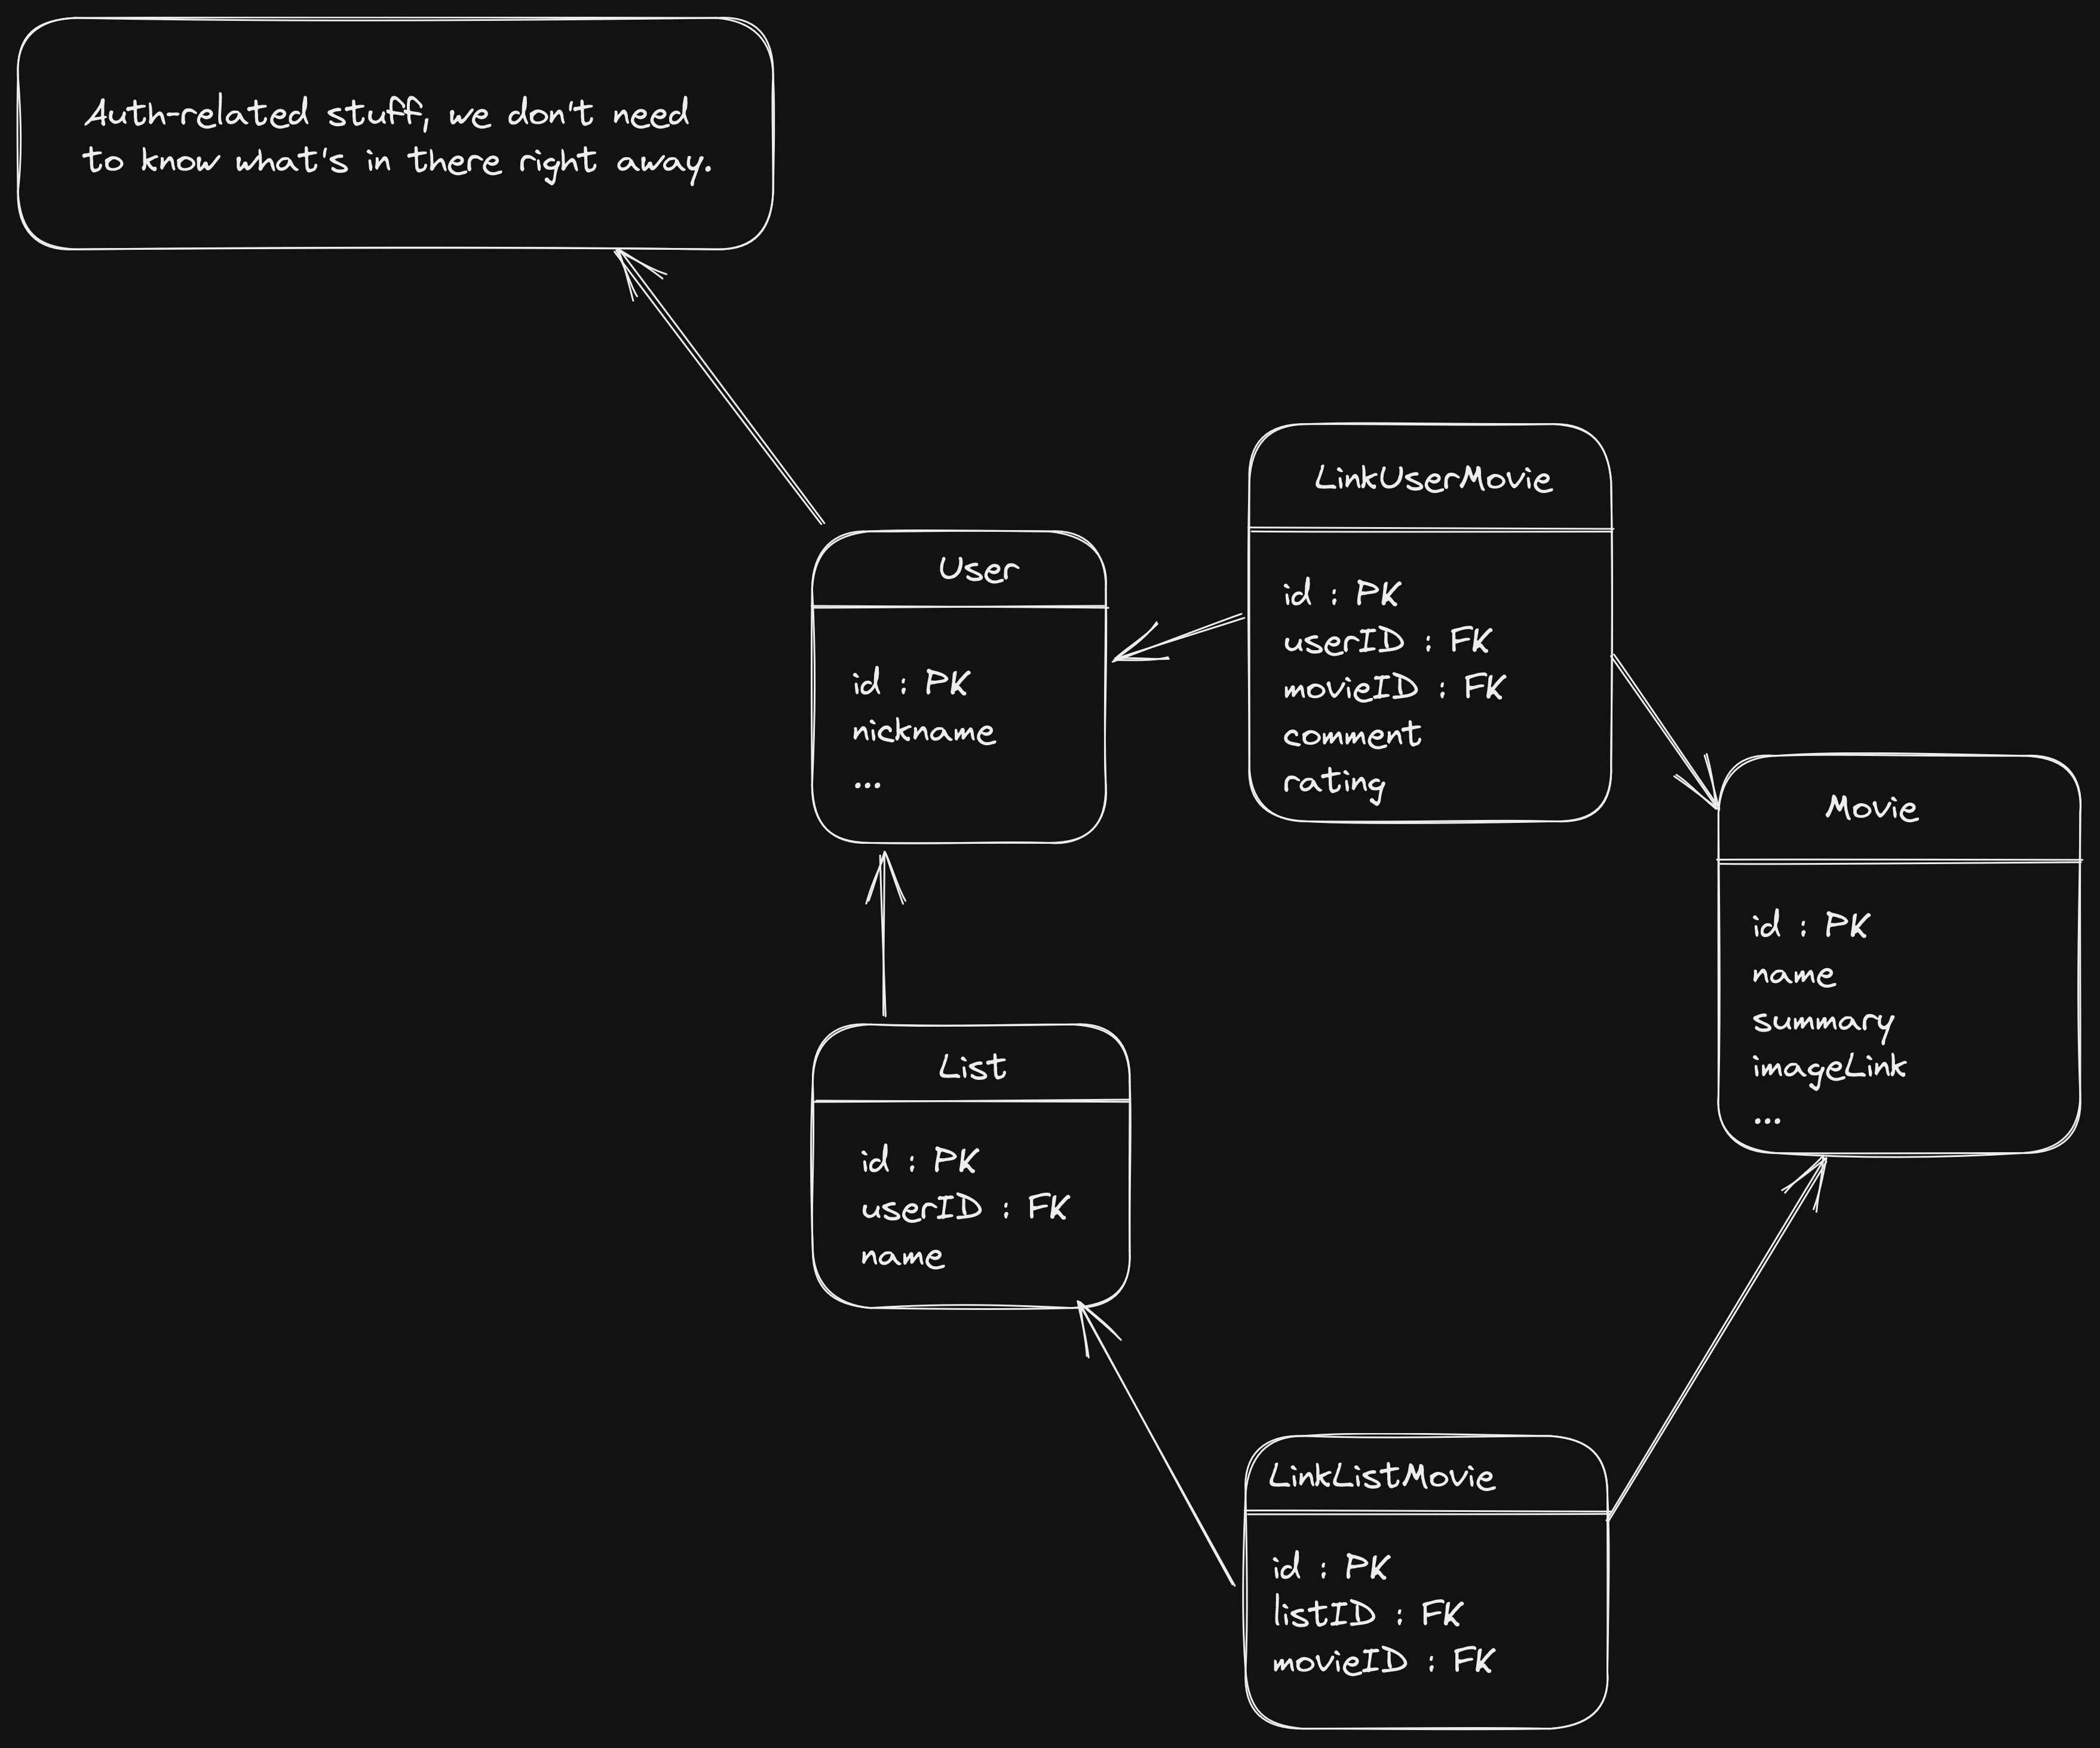 Auth-related stuff, we don't need
to know what's in there right away.
LinkUserMovie
id : PK
userID : FK
movieID : FK
comment
rating
User
id : PK
nickname
...
Movie
id : PK
name
summary
imageLink
...
List
id : PK
userID : FK
name
LinkListMovie
id : PK
listID : FK
movieID : FK